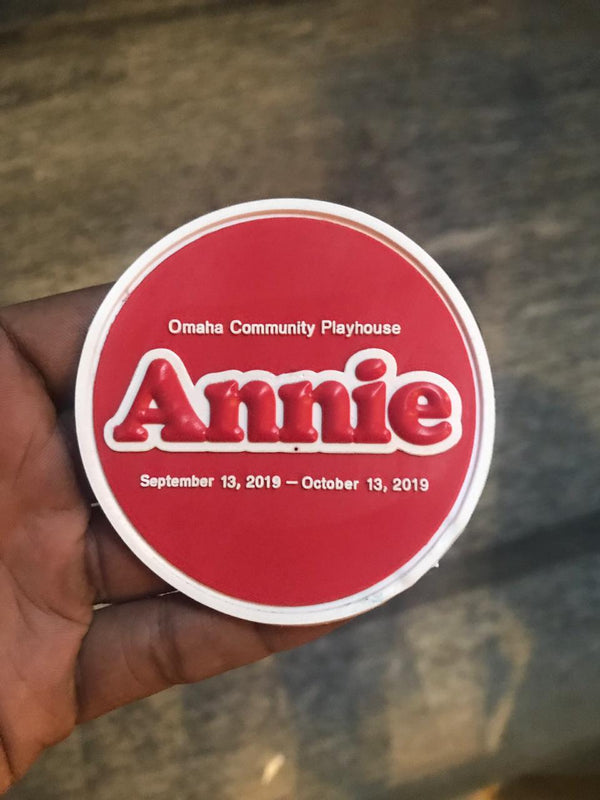 Omaha Community Playhouse
Annie
September 13, 2019 – October 13, 2019